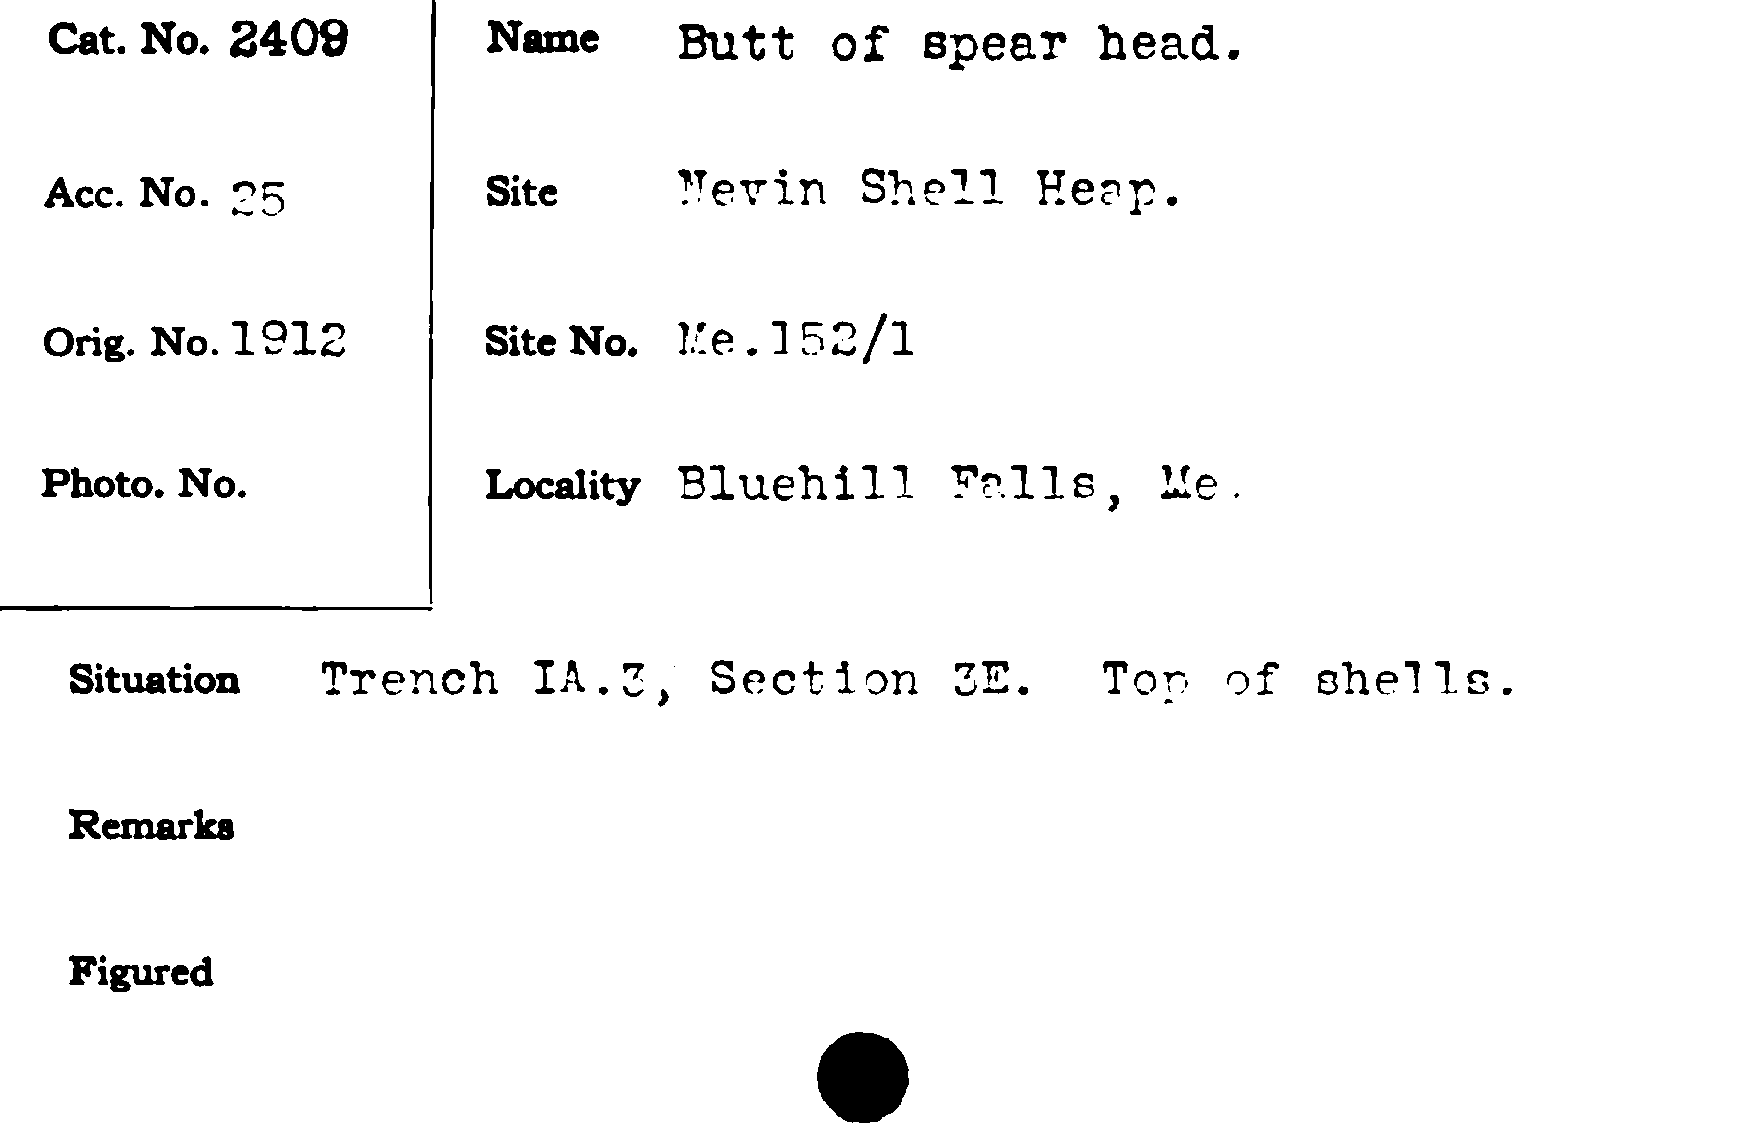 Cat. No. 2409
Name Butt of spear head.
Acc. No. 25
Site Nevin Shell Heap.
Orig. No. 1912
Site No. Me.152/1
Photo. No.
Locality Bluehill Falls, Me.
Situation Trench IA.3, Section 3E. Top of shells.
Remarks
Figured